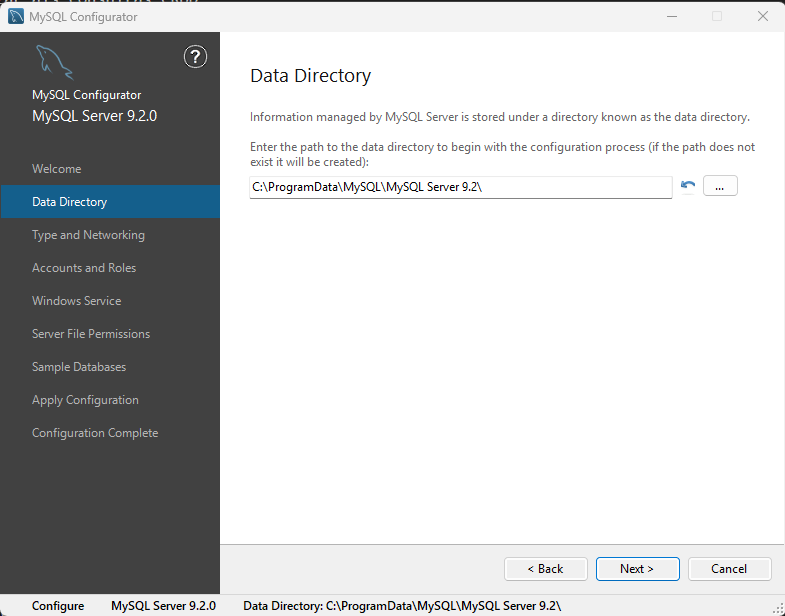 MySQL Configurator
?
MySQL Configurator
MySQL Server 9.2.0
Welcome
Data Directory
Type and Networking
Accounts and Roles
Windows Service
Server File Permissions
Sample Databases
Apply Configuration
Configuration Complete
Data Directory
Information managed by MySQL Server is stored under a directory known as the data directory.
Enter the path to the data directory to begin with the configuration process (if the path does not
exist it will be created):
C:\ProgramData\MySQL\MySQL Server 9.2\
...
< Back Next > Cancel
Configure MySQL Server 9.2.0 Data Directory: C:\ProgramData\MySQL\MySQL Server 9.2\